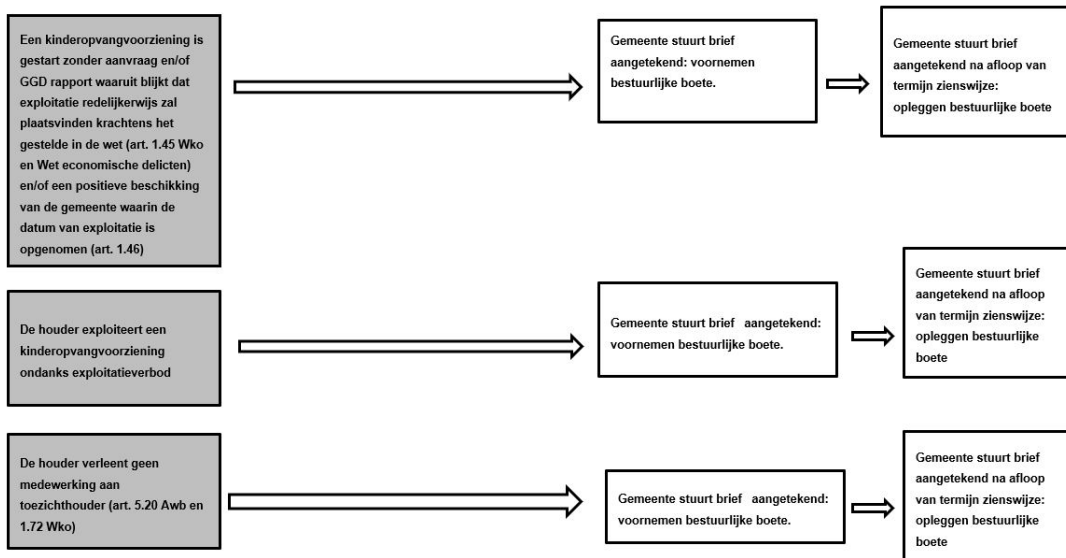 Een kinderopvangvoorziening is
gestart zonder aanvraag en/of
GGD rapport waaruit blijkt dat
exploitatie redelijkerwijs zal
plaatsvinden krachtens het
gestelde in de wet (art. 1.45 Wko
en Wet economische delicten)
en/of een positieve beschikking
van de gemeente waarin de
datum van exploitatie is
opgenomen (art. 1.46)
Gemeente stuurt brief
aangetekend: voornemen
bestuurlijke boete.
Gemeente stuurt brief
aangetekend na afloop van
termijn zienswijze:
opleggen bestuurlijke boete
De houder exploiteert een
kinderopvangvoorziening
ondanks exploitatieverbod
Gemeente stuurt brief aangetekend:
voornemen bestuurlijke boete.
Gemeente stuurt brief
aangetekend na afloop
van termijn zienswijze:
opleggen bestuurlijke
boete
De houder verleent geen
medewerking aan
toezichthouder (art. 5.20 Awb en
1.72 Wko)
Gemeente stuurt brief aangetekend:
voornemen bestuurlijke boete.
Gemeente stuurt brief
aangetekend na afloop
van termijn zienswijze:
opleggen bestuurlijke
boete